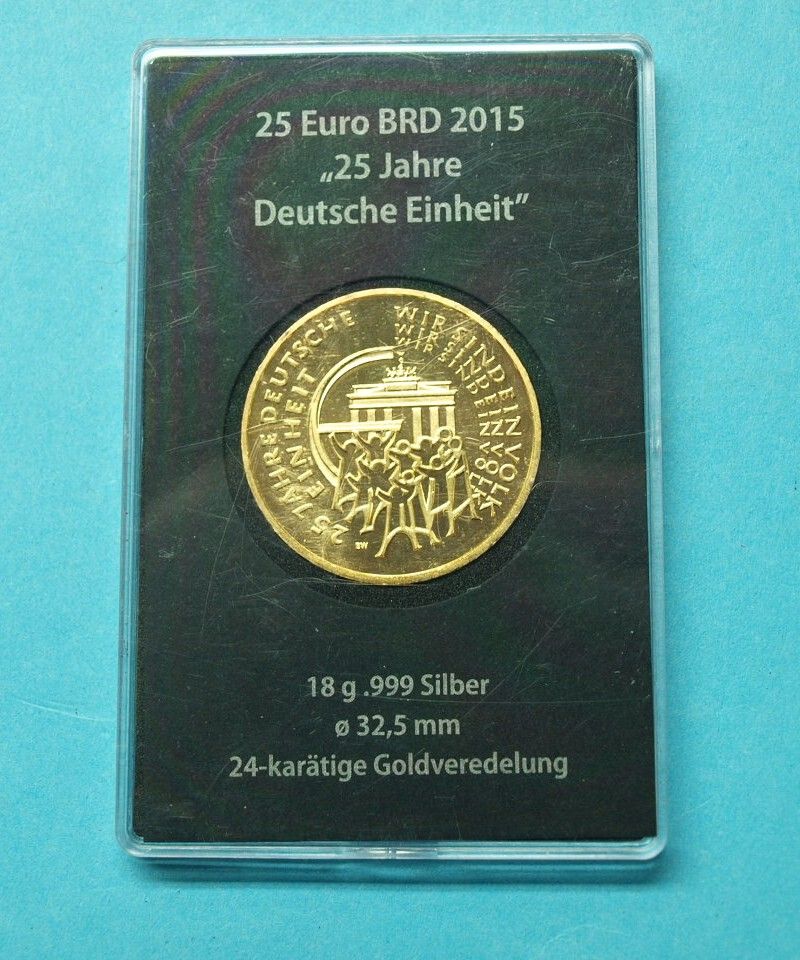 25 Euro BRD 2015
„25 Jahre
Deutsche Einheit”
25 JAHRE DEUTSCHE
EINHEIT
WIR SIND EIN VOLK
WIR SIND EIN VOLK
WIR SIND EIN VOLK
18 g .999 Silber
ø 32,5 mm
24-karätige Goldveredelung